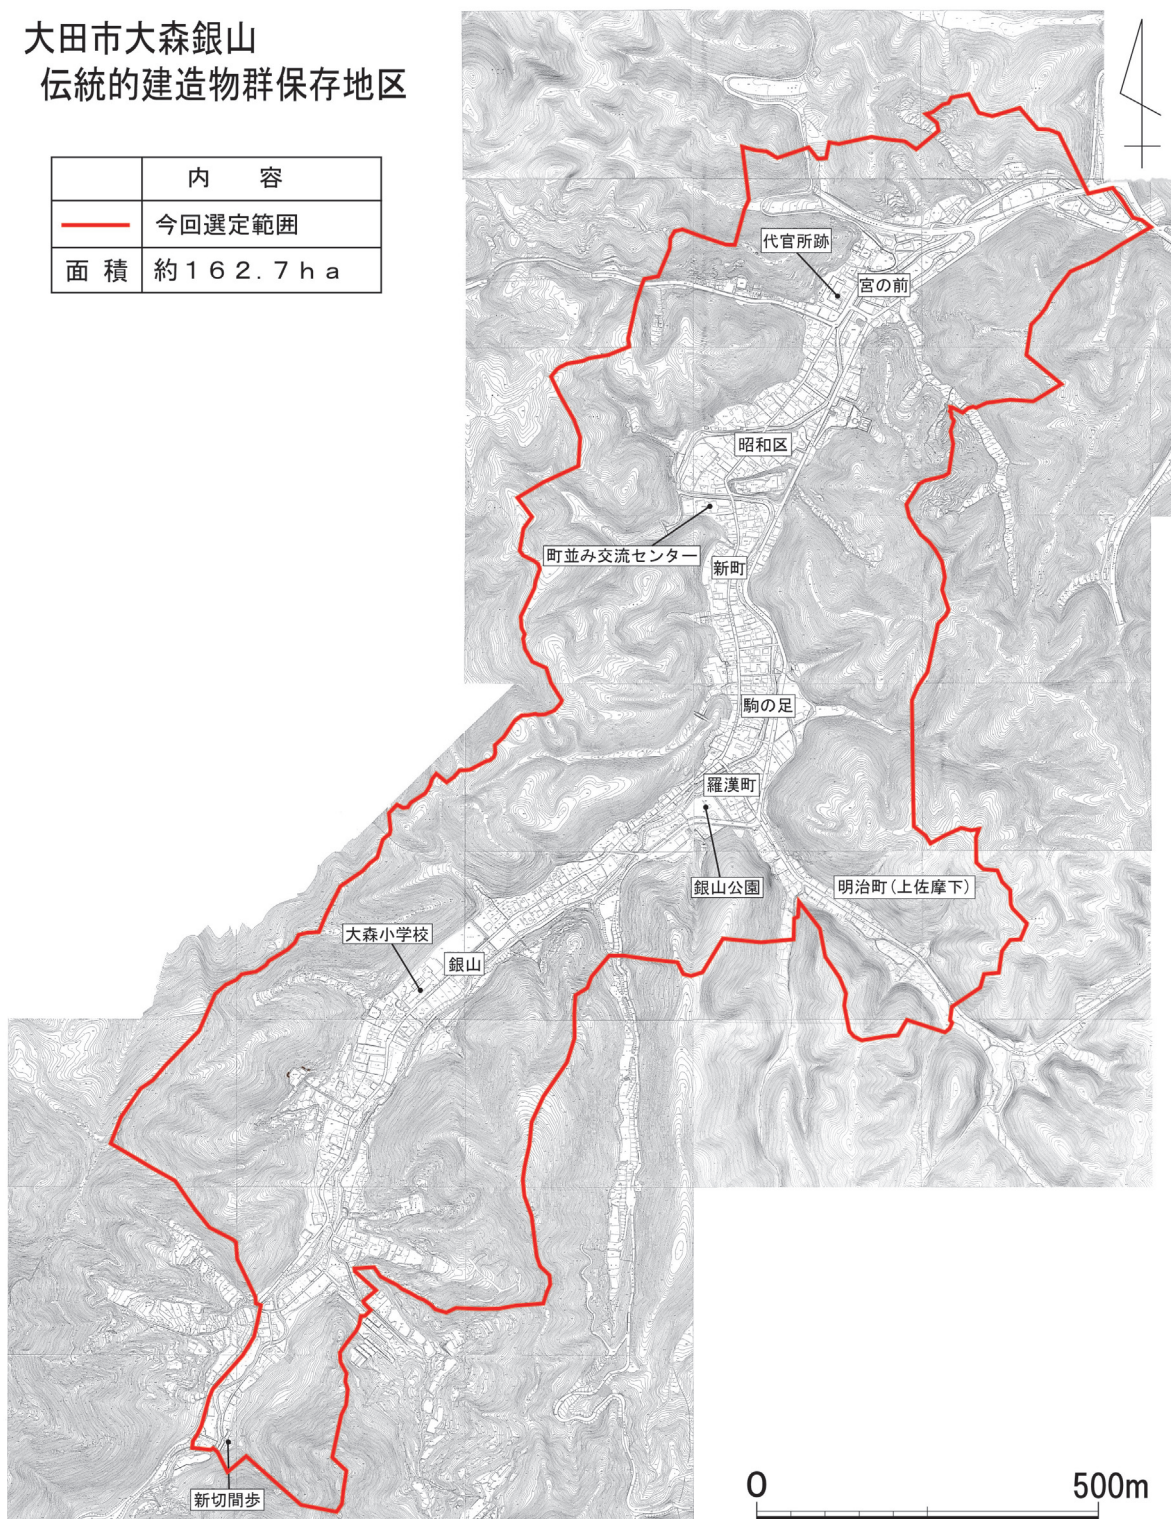 大田市大森銀山
伝統的建造物群保存地区
内 容
今回選定範囲
面 積 約162.7ha
代官所跡
宮の前
昭和区
町並み交流センター
新町
駒の足
羅漢町
銀山公園
明治町(上佐摩下)
大森小学校
銀山
新切間歩
0 500m